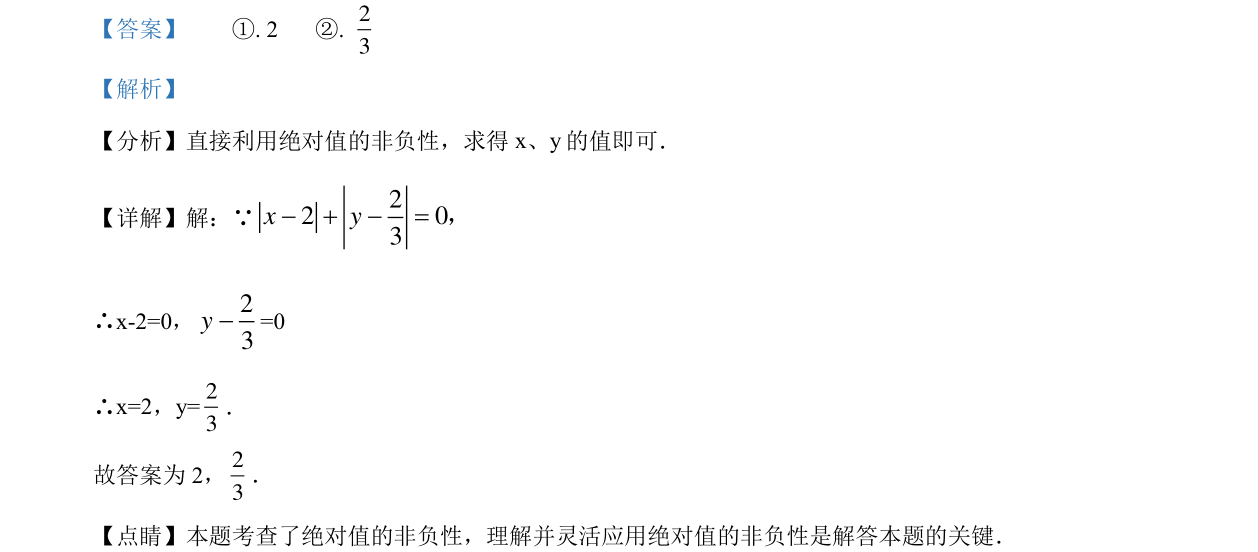 【答案】 ①. 2 ②. 2/3
【解析】
【分析】直接利用绝对值的非负性，求得 x、y 的值即可．
【详解】解：∵|x－2|＋|y－2/3|＝0，
∴x-2=0，y－2/3=0
∴x=2，y=2/3．
故答案为 2，2/3．
【点睛】本题考查了绝对值的非负性，理解并灵活应用绝对值的非负性是解答本题的关键．